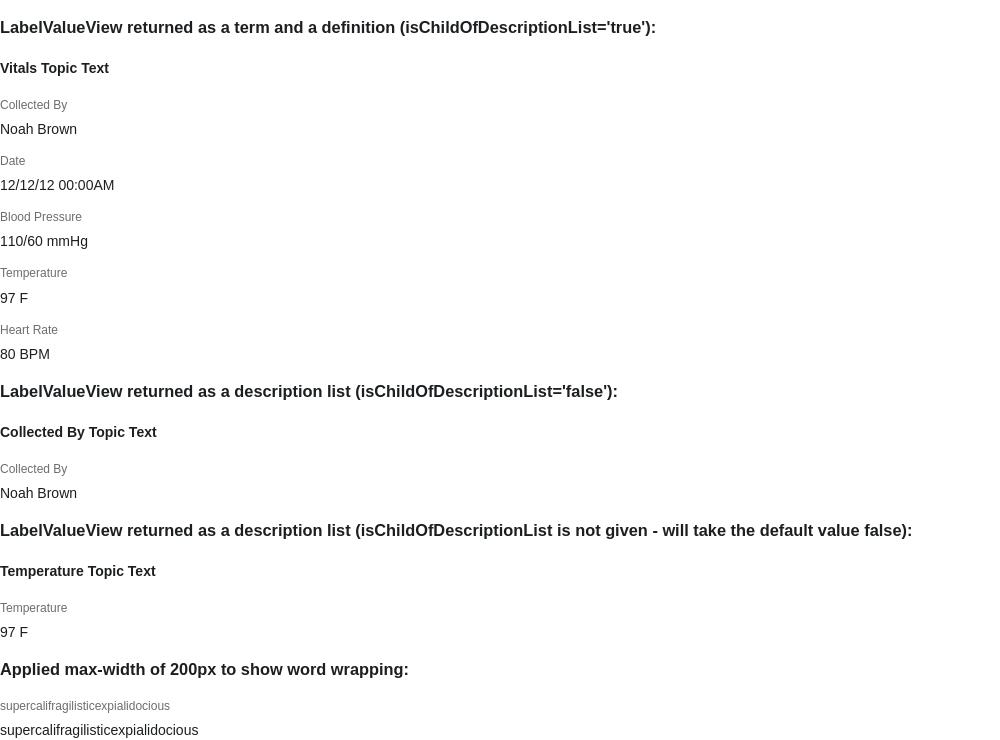 LabelValueView returned as a term and a definition (isChildOfDescriptionList='true'):
Vitals Topic Text
Collected By
Noah Brown
Date
12/12/12 00:00AM
Blood Pressure
110/60 mmHg
Temperature
97 F
Heart Rate
80 BPM
LabelValueView returned as a description list (isChildOfDescriptionList='false'):
Collected By Topic Text
Collected By
Noah Brown
LabelValueView returned as a description list (isChildOfDescriptionList is not given - will take the default value false):
Temperature Topic Text
Temperature
97 F
Applied max-width of 200px to show word wrapping:
supercalifragilisticexpialidocious
supercalifragilisticexpialidocious